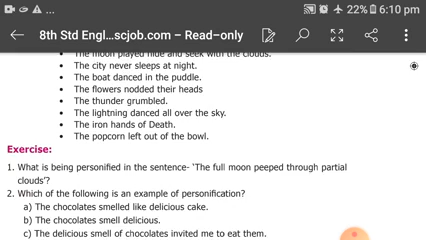 22% 6:10 pm
8th Std Engl...scjob.com – Read–only
• The moon played hide and seek with the clouds.
• The city never sleeps at night.
• The boat danced in the puddle.
• The flowers nodded their heads
• The thunder grumbled.
• The lightning danced all over the sky.
• The iron hands of Death.
• The popcorn left out of the bowl.
Exercise:
1. What is being personified in the sentence- ‘The full moon peeped through partial
clouds’?
2. Which of the following is an example of personification?
a) The chocolates smelled like delicious cake.
b) The chocolates smell delicious.
c) The delicious smell of chocolates invited me to eat them.